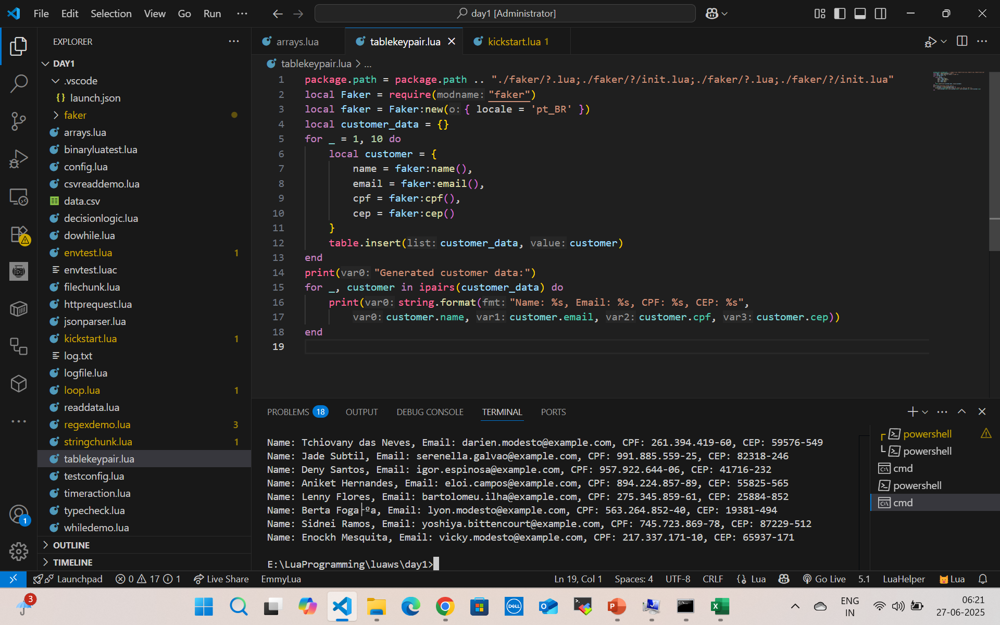 File Edit Selection View Go Run ... day1 [Administrator]
EXPLORER ...
DAY1
.vscode
launch.json
faker
arrays.lua
binaryluatest.lua
config.lua
csvreaddemo.lua
data.csv
decisionlogic.lua
dowhile.lua
envtest.lua 1
envtest.luac
filechunk.lua
httprequest.lua
jsonparser.lua
kickstart.lua 1
log.txt
logfile.lua
loop.lua 1
readdata.lua
regexdemo.lua 3
stringchunk.lua 1
tablekeypair.lua
testconfig.lua
timeraction.lua
typecheck.lua
whiledemo.lua
OUTLINE
TIMELINE
1
arrays.lua tablekeypair.lua kickstart.lua 1
tablekeypair.lua > ...
1 package.path = package.path .. "./faker/?.lua;./faker/?/init.lua;./faker/?.lua;./faker/?/init.lua"
2 local Faker = require(modname: "faker")
3 local faker = Faker:new(o: { locale = 'pt_BR' })
4 local customer_data = {}
5 for _ = 1, 10 do
6 local customer = {
7 name = faker:name(),
8 email = faker:email(),
9 cpf = faker:cpf(),
10 cep = faker:cep()
11 }
12 table.insert(list: customer_data, value: customer)
13 end
14 print(var0: "Generated customer data:")
15 for _, customer in ipairs(customer_data) do
16 print(var0: string.format(fmt: "Name: %s, Email: %s, CPF: %s, CEP: %s",
17 var0: customer.name, var1: customer.email, var2: customer.cpf, var3: customer.cep))
18 end
19
PROBLEMS 18 OUTPUT DEBUG CONSOLE TERMINAL PORTS
Name: Tchiovany das Neves, Email: darien.modesto@example.com, CPF: 261.394.419-60, CEP: 59576-549
Name: Jade Subtil, Email: serenella.galvao@example.com, CPF: 991.885.559-25, CEP: 82318-246
Name: Deny Santos, Email: igor.espinosa@example.com, CPF: 957.922.644-06, CEP: 41716-232
Name: Aniket Hernandes, Email: eloi.campos@example.com, CPF: 894.224.857-89, CEP: 55825-565
Name: Lenny Flores, Email: bartolomeu.ilha@example.com, CPF: 275.345.859-61, CEP: 25884-852
Name: Berta Foga├ºa, Email: lyon.modesto@example.com, CPF: 563.264.852-40, CEP: 19381-494
Name: Sidnei Ramos, Email: yoshiya.bittencourt@example.com, CPF: 745.723.869-78, CEP: 87229-512
Name: Enockh Mesquita, Email: vicky.modesto@example.com, CPF: 217.337.171-10, CEP: 65937-171
E:\LuaProgramming\luaws\day1>
powershell
powershell
cmd
powershell
cmd
Launchpad 0 17 1 Live Share EmmyLua Ln 19, Col 1 Spaces: 4 UTF-8 CRLF Lua Go Live 5.1 LuaHelper Lua
3
DELL
ENG
IN
06:21
27-06-2025